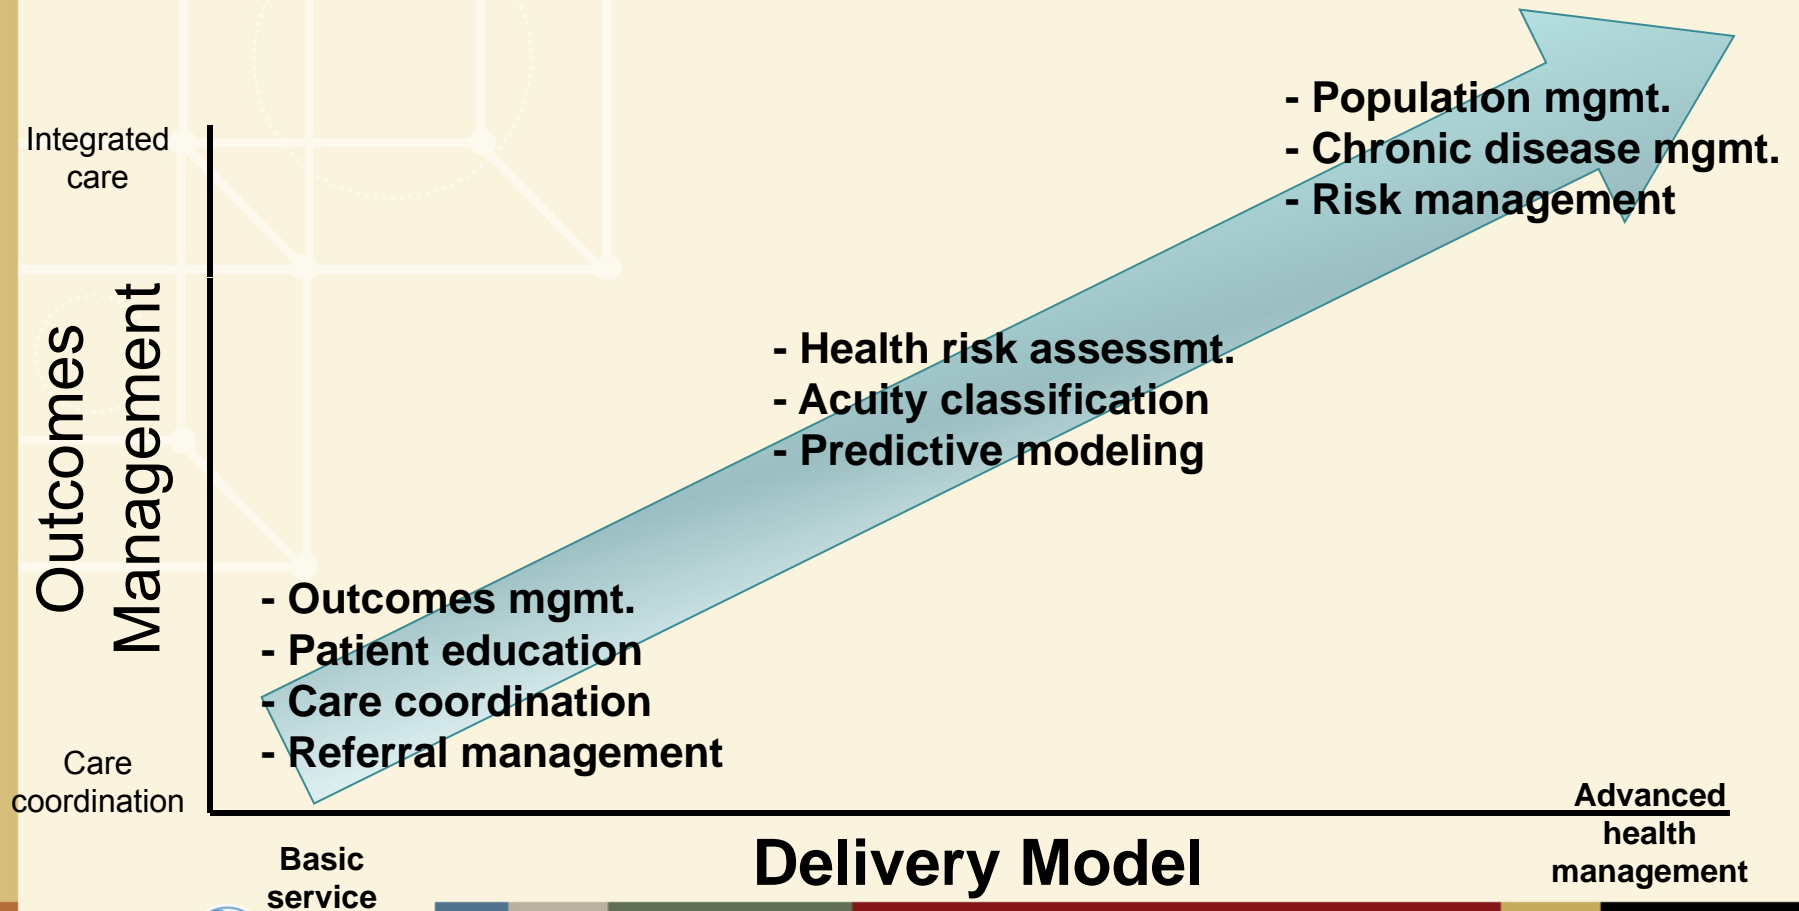 - Population mgmt.
- Chronic disease mgmt.
- Risk management
Integrated
care
- Health risk assessmt.
- Acuity classification
- Predictive modeling
Outcomes
Management
- Outcomes mgmt.
- Patient education
- Care coordination
- Referral management
Care
coordination
Basic
service
Delivery Model
Advanced
health
management